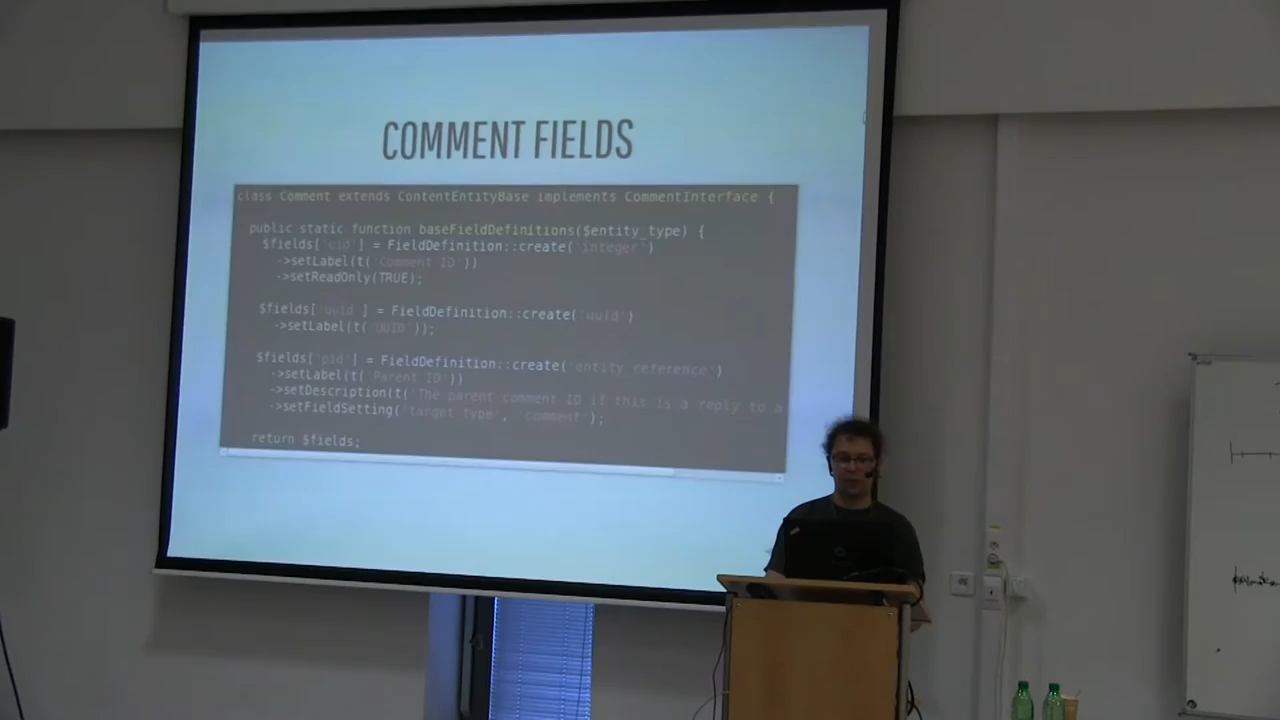 COMMENT FIELDS
class Comment extends ContentEntityBase implements CommentInterface {
public static function baseFieldDefinitions($entity_type) {
$fields['cid'] = FieldDefinition::create('integer')
->setLabel(t('Comment ID'))
->setReadOnly(TRUE);
$fields['uuid'] = FieldDefinition::create('uuid')
->setLabel(t('UUID'));
$fields['pid'] = FieldDefinition::create('entity_reference')
->setLabel(t('Parent ID'))
->setDescription(t('The parent comment ID if this is a reply to a
->setFieldSetting('target_type', 'comment');
return $fields;